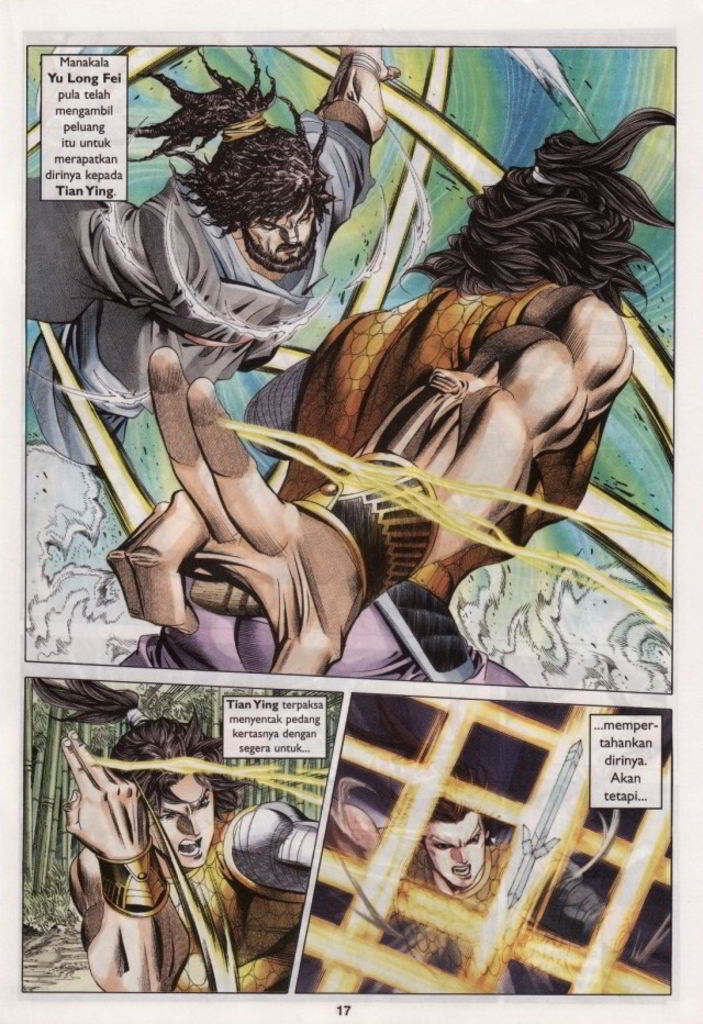 Manakala
Yu Long Fei
pula telah
mengambil
peluang
itu untuk
merapatkan
dirinya kepada
Tian Ying.
Tian Ying terpaksa
menyentak pedang
kertasnya dengan
segera untuk...
...memper-
tahankan
dirinya.
Akan
tetapi...
17